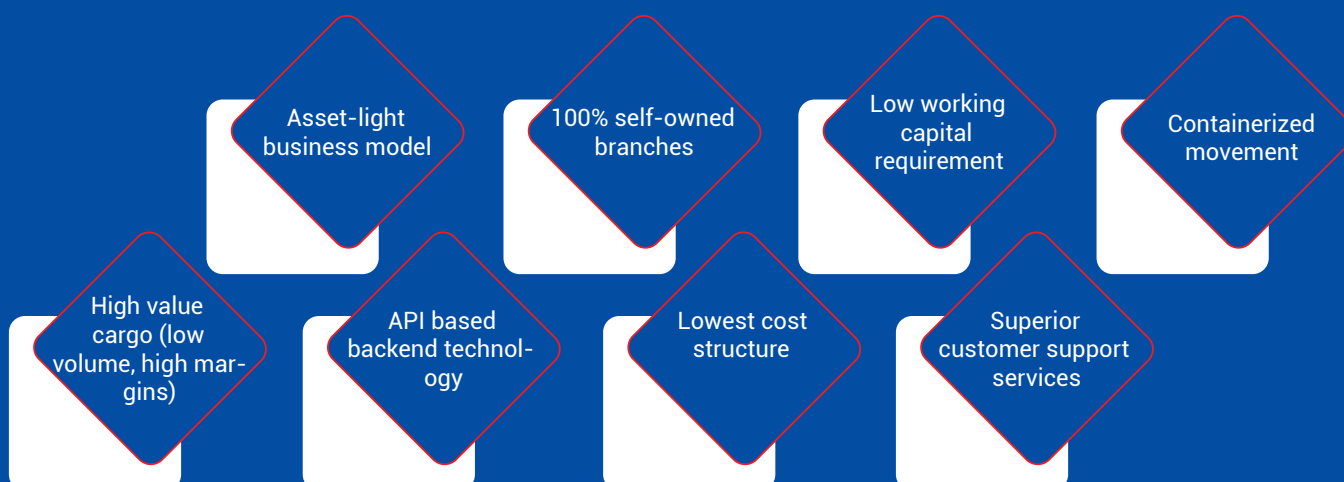 Asset-light
business model
100% self-owned
branches
Low working
capital
requirement
Containerized
movement
High value
cargo (low
volume, high mar-
gins)
API based
backend technol-
ogy
Lowest cost
structure
Superior
customer support
services